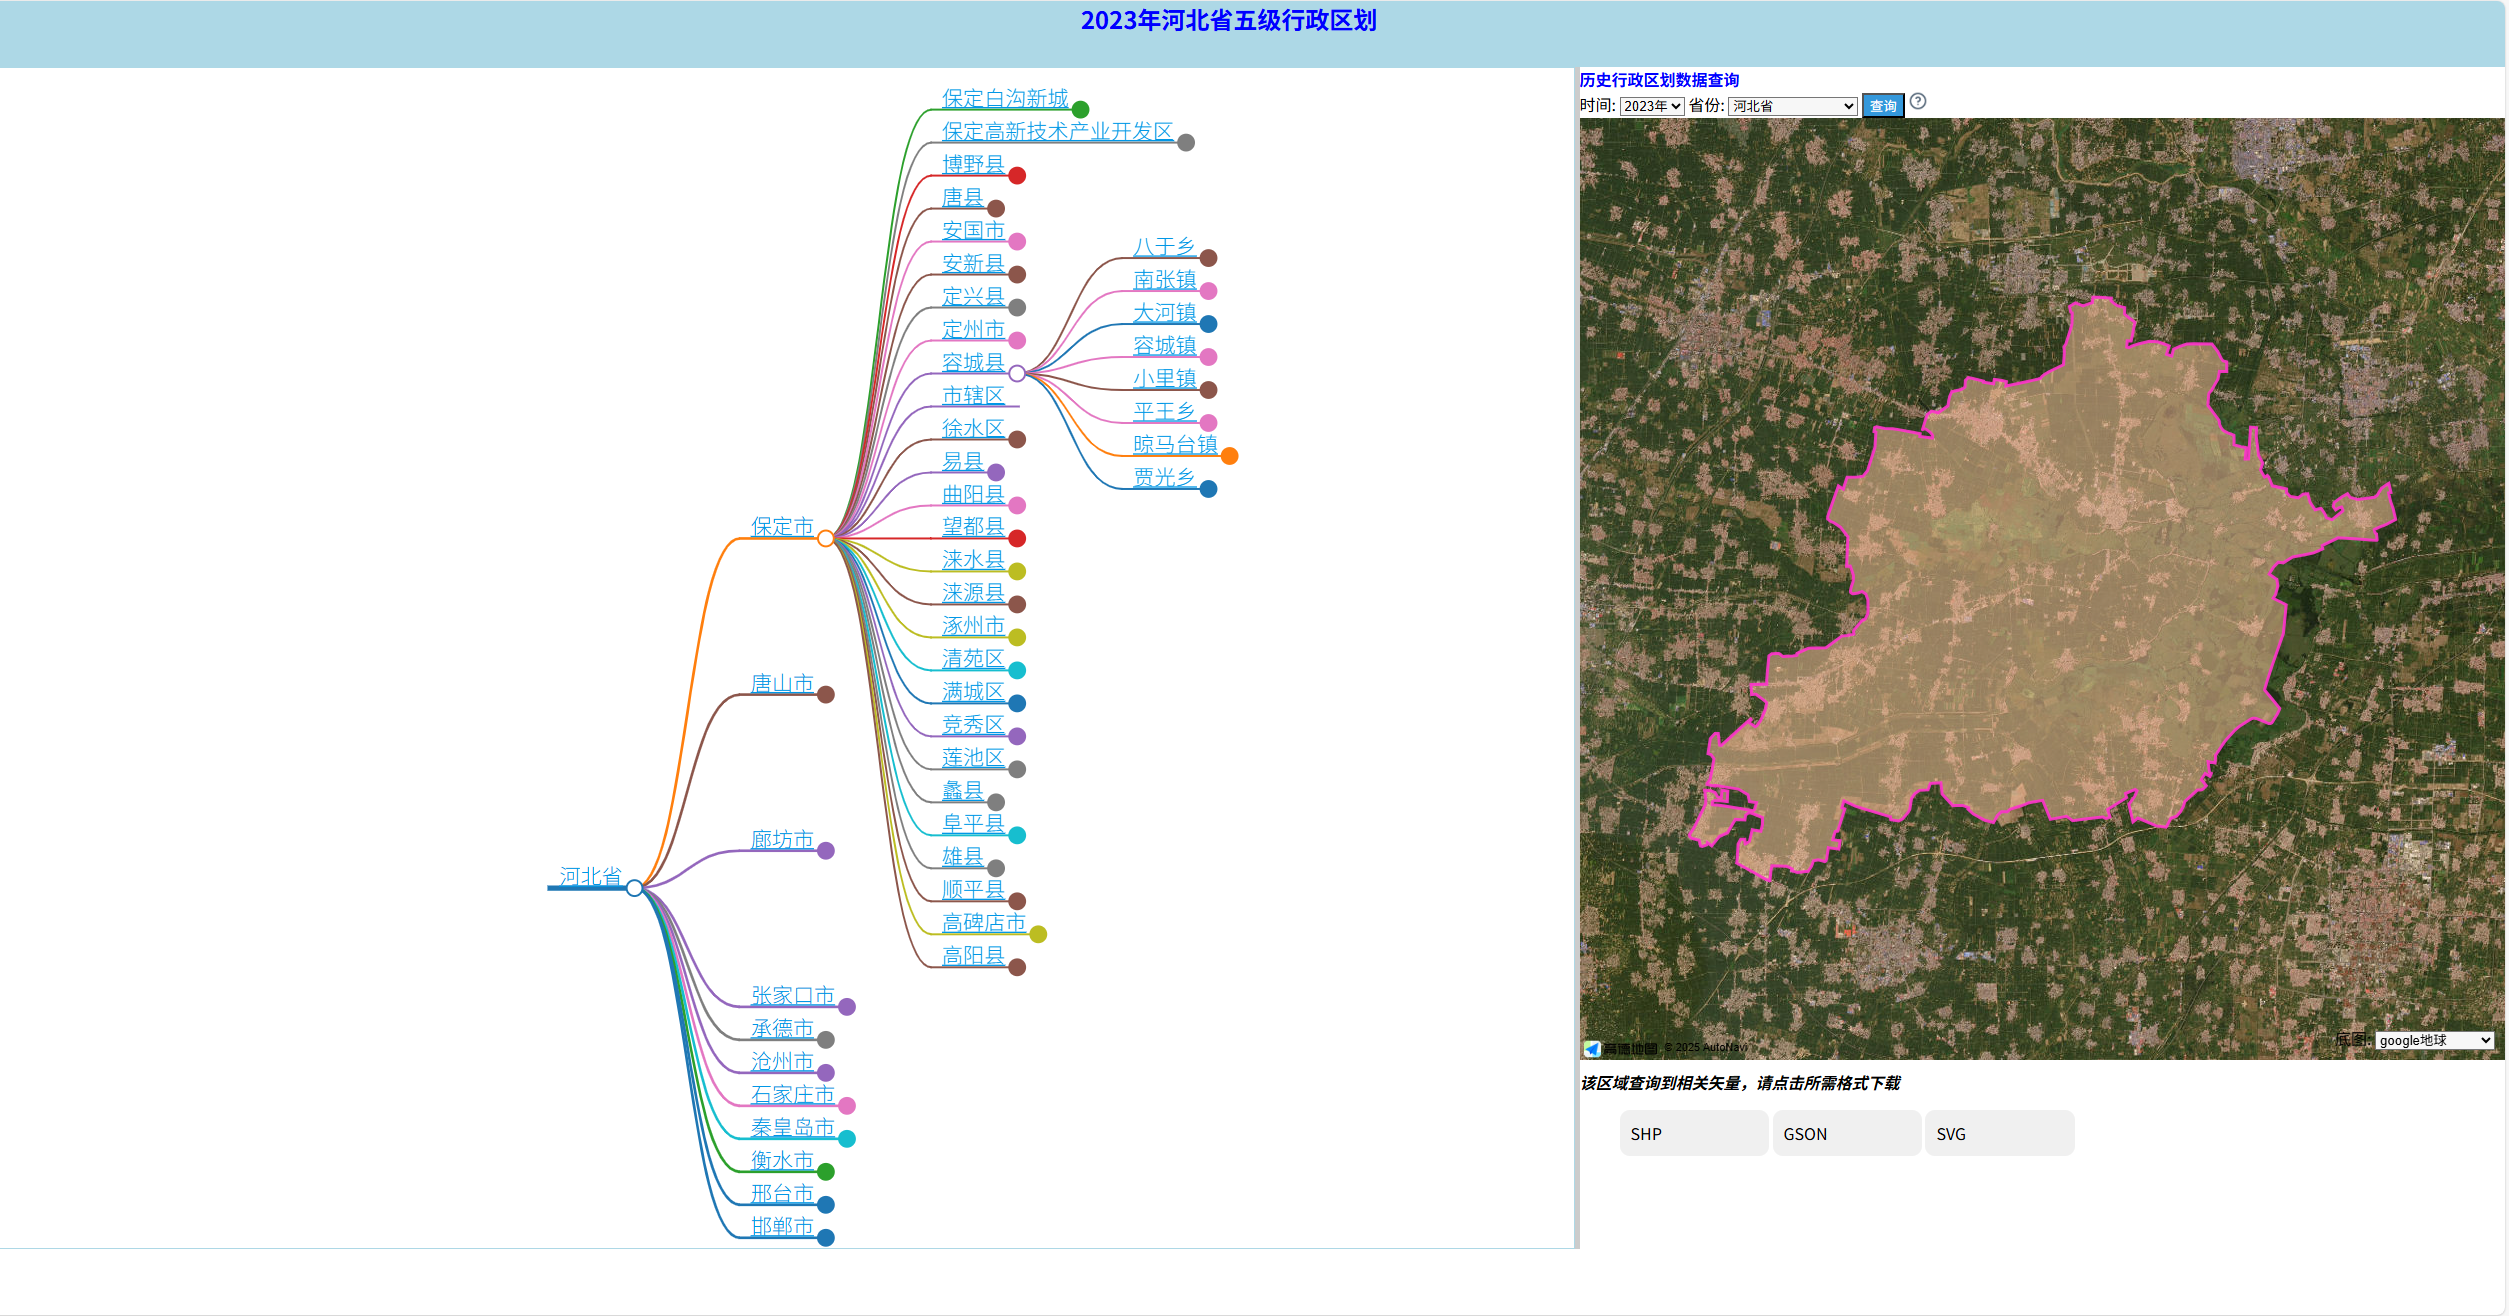 2023年河北省五级行政区划
河北省
保定市
唐山市
廊坊市
张家口市
承德市
沧州市
石家庄市
秦皇岛市
衡水市
邢台市
邯郸市
保定白沟新城
保定高新技术产业开发区
博野县
唐县
安国市
安新县
定兴县
定州市
容城县
市辖区
徐水区
易县
曲阳县
望都县
涞水县
涞源县
涿州市
清苑区
满城区
竞秀区
莲池区
蠡县
阜平县
雄县
顺平县
高碑店市
高阳县
八于乡
南张镇
大河镇
容城镇
小里镇
平王乡
晾马台镇
贾光乡
历史行政区划数据查询
时间: 2023年 省份: 河北省 查询 ?
底图: google地球
高德地图 © 2025 AutoNavi
该区域查询到相关矢量，请点击所需格式下载
SHP GSON SVG